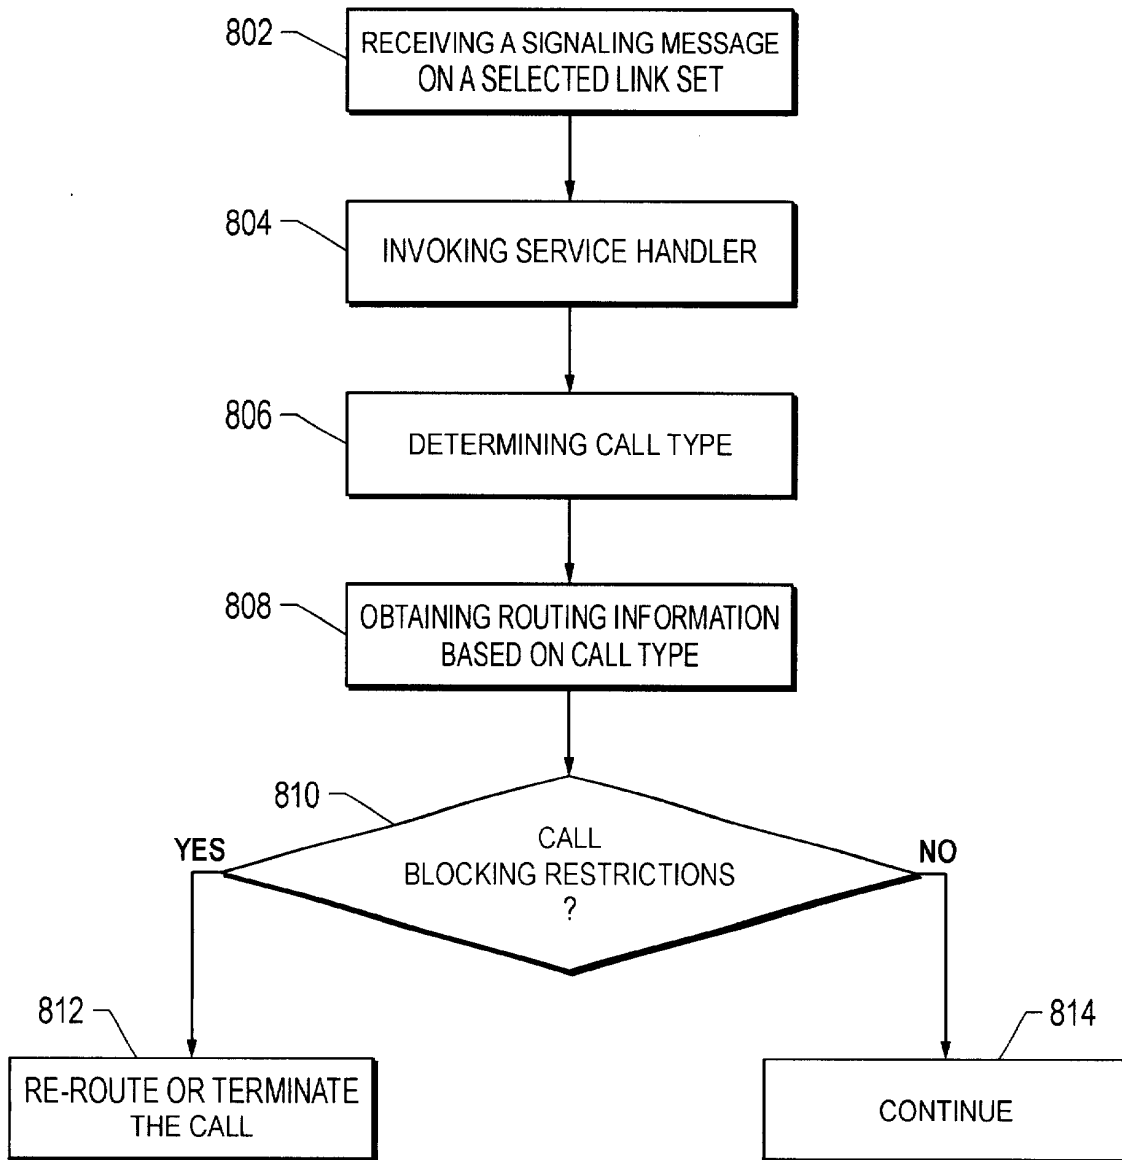 802
RECEIVING A SIGNALING MESSAGE
ON A SELECTED LINK SET
804
INVOKING SERVICE HANDLER
806
DETERMINING CALL TYPE
808
OBTAINING ROUTING INFORMATION
BASED ON CALL TYPE
810
YES
CALL
BLOCKING RESTRICTIONS
?
NO
812
RE-ROUTE OR TERMINATE
THE CALL
814
CONTINUE